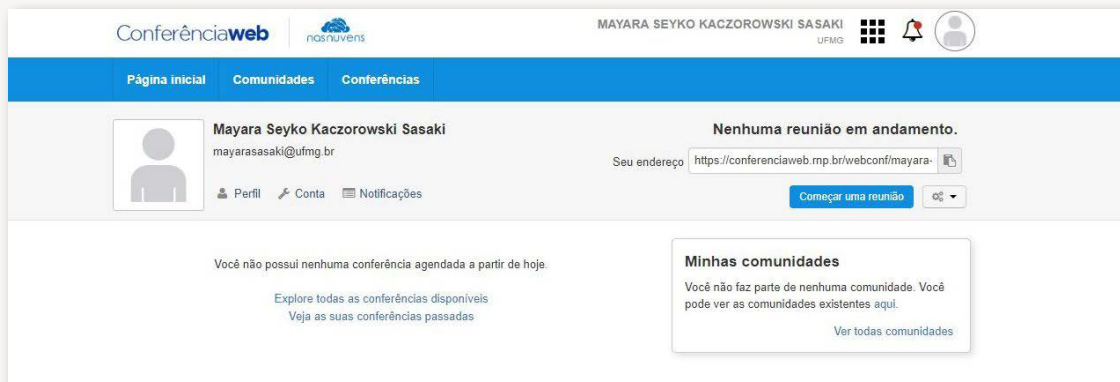 Conferênciaweb
nasnuvens
MAYARA SEYKO KACZOROWSKI SASAKI
UFMG
Página inicial Comunidades Conferências
Mayara Seyko Kaczorowski Sasaki
mayarasasaki@ufmg.br
Perfil Conta Notificações
Nenhuma reunião em andamento.
Seu endereço https://conferenciaweb.rnp.br/webconf/mayara-
Começar uma reunião
Você não possui nenhuma conferência agendada a partir de hoje.
Explore todas as conferências disponíveis
Veja as suas conferências passadas
Minhas comunidades
Você não faz parte de nenhuma comunidade. Você
pode ver as comunidades existentes aqui.
Ver todas comunidades